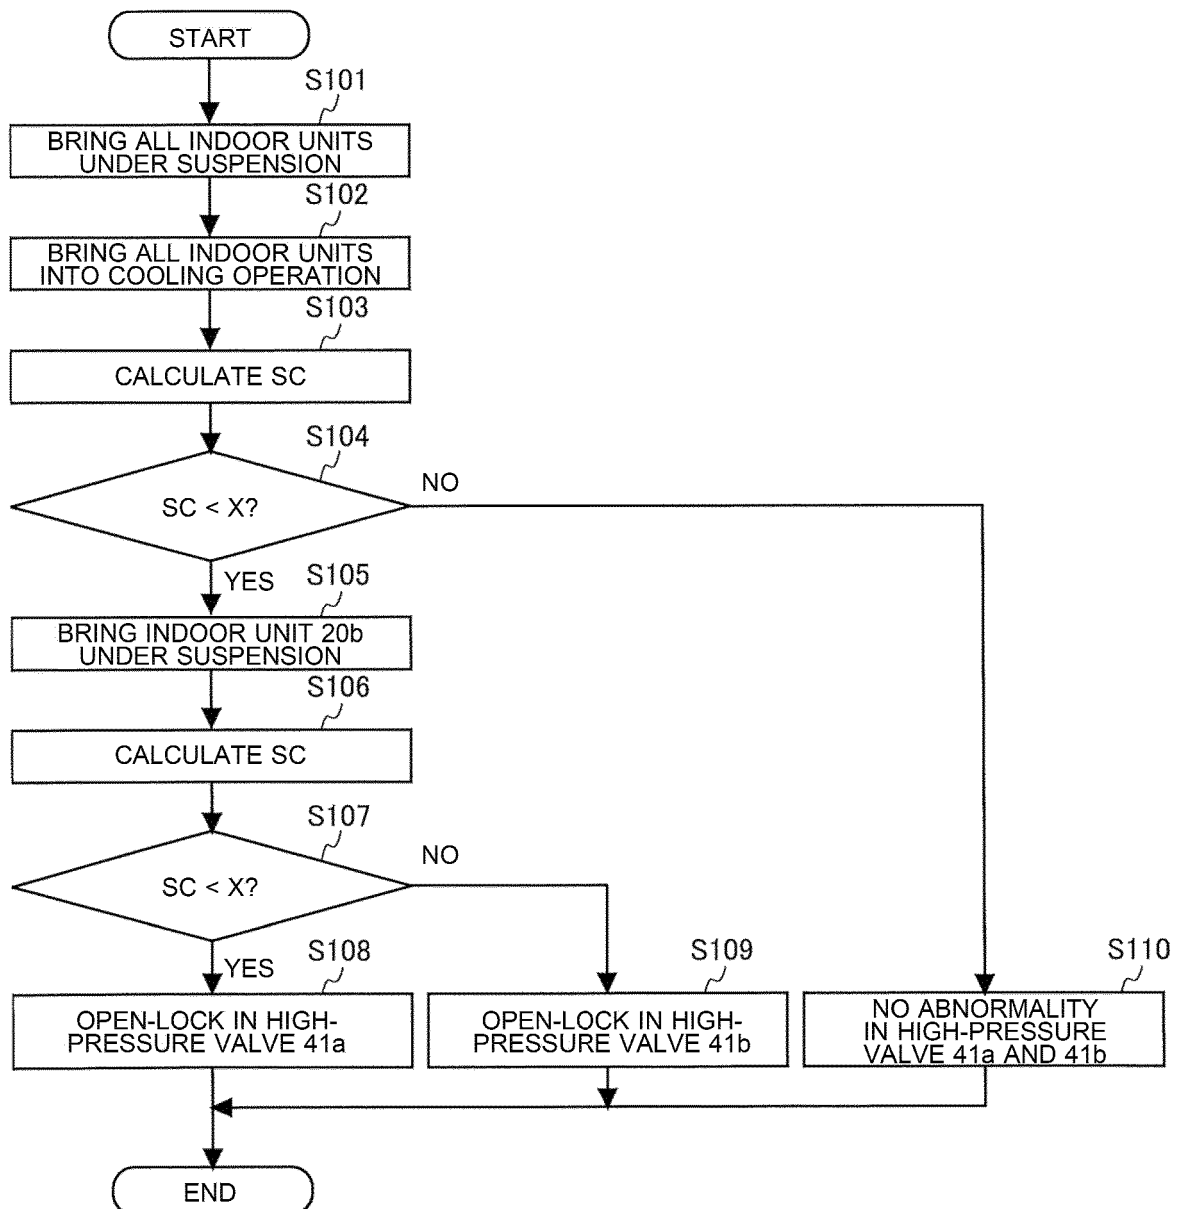 START
S101
BRING ALL INDOOR UNITS
UNDER SUSPENSION
S102
BRING ALL INDOOR UNITS
INTO COOLING OPERATION
S103
CALCULATE SC
S104
SC < X?
NO
YES
S105
BRING INDOOR UNIT 20b
UNDER SUSPENSION
S106
CALCULATE SC
S107
SC < X?
NO
YES
S108
OPEN-LOCK IN HIGH-
PRESSURE VALVE 41a
S109
OPEN-LOCK IN HIGH-
PRESSURE VALVE 41b
S110
NO ABNORMALITY
IN HIGH-PRESSURE
VALVE 41a AND 41b
END